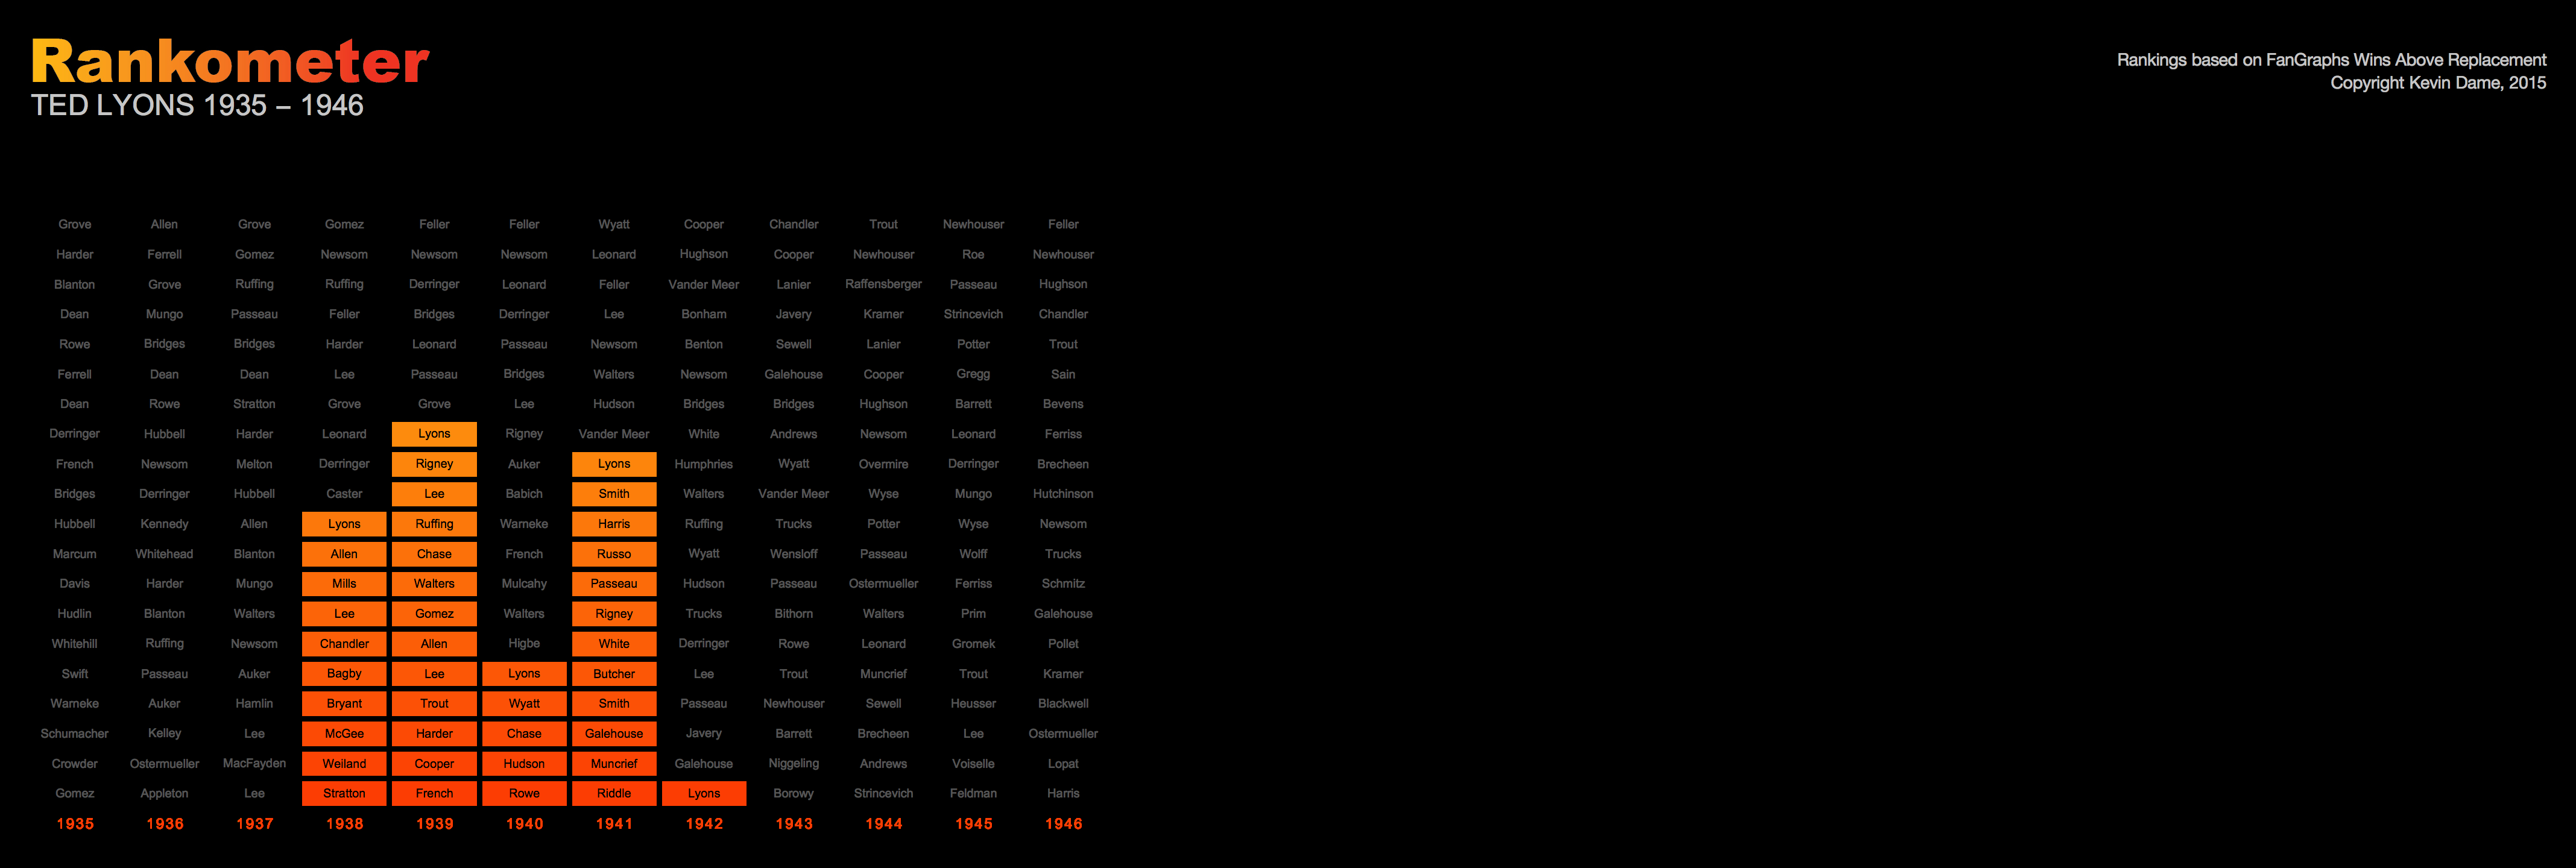 Rankometer
TED LYONS 1935 – 1946
Rankings based on FanGraphs Wins Above Replacement
Copyright Kevin Dame, 2015
Grove Allen Grove Gomez Feller Feller Wyatt Cooper Chandler Trout Newhouser Feller
Harder Ferrell Gomez Newsom Newsom Newsom Leonard Hughson Cooper Newhouser Roe Newhouser
Blanton Grove Ruffing Ruffing Derringer Leonard Feller Vander Meer Lanier Raffensberger Passeau Hughson
Dean Mungo Passeau Feller Bridges Derringer Lee Bonham Javery Kramer Strincevich Chandler
Rowe Bridges Bridges Harder Leonard Passeau Newsom Benton Sewell Lanier Potter Trout
Ferrell Dean Dean Lee Passeau Bridges Walters Newsom Galehouse Cooper Gregg Sain
Dean Rowe Stratton Grove Grove Lee Hudson Bridges Bridges Hughson Barrett Bevens
Derringer Hubbell Harder Leonard Lyons Rigney Vander Meer White Andrews Newsom Leonard Ferriss
French Newsom Melton Derringer Rigney Auker Lyons Humphries Wyatt Overmire Derringer Brecheen
Bridges Derringer Hubbell Caster Lee Babich Smith Walters Vander Meer Wyse Mungo Hutchinson
Hubbell Kennedy Allen Lyons Ruffing Warneke Harris Ruffing Trucks Potter Wyse Newsom
Marcum Whitehead Blanton Allen Chase French Russo Wyatt Wensloff Passeau Wolff Trucks
Davis Harder Mungo Mills Walters Mulcahy Passeau Hudson Passeau Ostermueller Ferriss Schmitz
Hudlin Blanton Walters Lee Gomez Walters Rigney Trucks Bithorn Walters Prim Galehouse
Whitehill Ruffing Newsom Chandler Allen Higbe White Derringer Rowe Leonard Gromek Pollet
Swift Passeau Auker Bagby Lee Lyons Butcher Lee Trout Muncrief Trout Kramer
Warneke Auker Hamlin Bryant Trout Wyatt Smith Passeau Newhouser Sewell Heusser Blackwell
Schumacher Kelley Lee McGee Harder Chase Galehouse Javery Barrett Brecheen Lee Ostermueller
Crowder Ostermueller MacFayden Weiland Cooper Hudson Muncrief Galehouse Niggeling Andrews Voiselle Lopat
Gomez Appleton Lee Stratton French Rowe Riddle Lyons Borowy Strincevich Feldman Harris
1935 1936 1937 1938 1939 1940 1941 1942 1943 1944 1945 1946